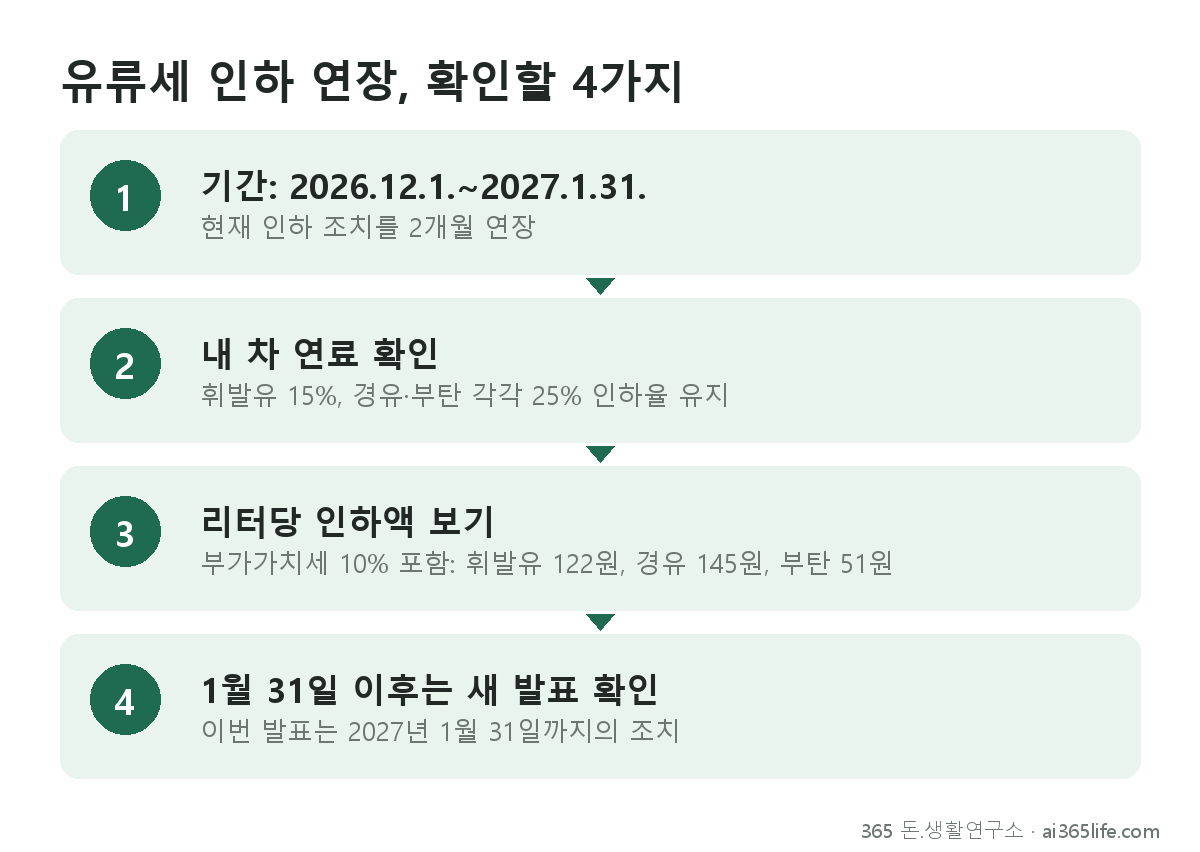 유류세 인하 연장, 확인할 4가지
1
기간: 2026.12.1.~2027.1.31.
현재 인하 조치를 2개월 연장
2
내 차 연료 확인
휘발유 15%, 경유·부탄 각각 25% 인하율 유지
3
리터당 인하액 보기
부가가치세 10% 포함: 휘발유 122원, 경유 145원, 부탄 51원
4
1월 31일 이후는 새 발표 확인
이번 발표는 2027년 1월 31일까지의 조치
365 돈.생활연구소 · ai365life.com